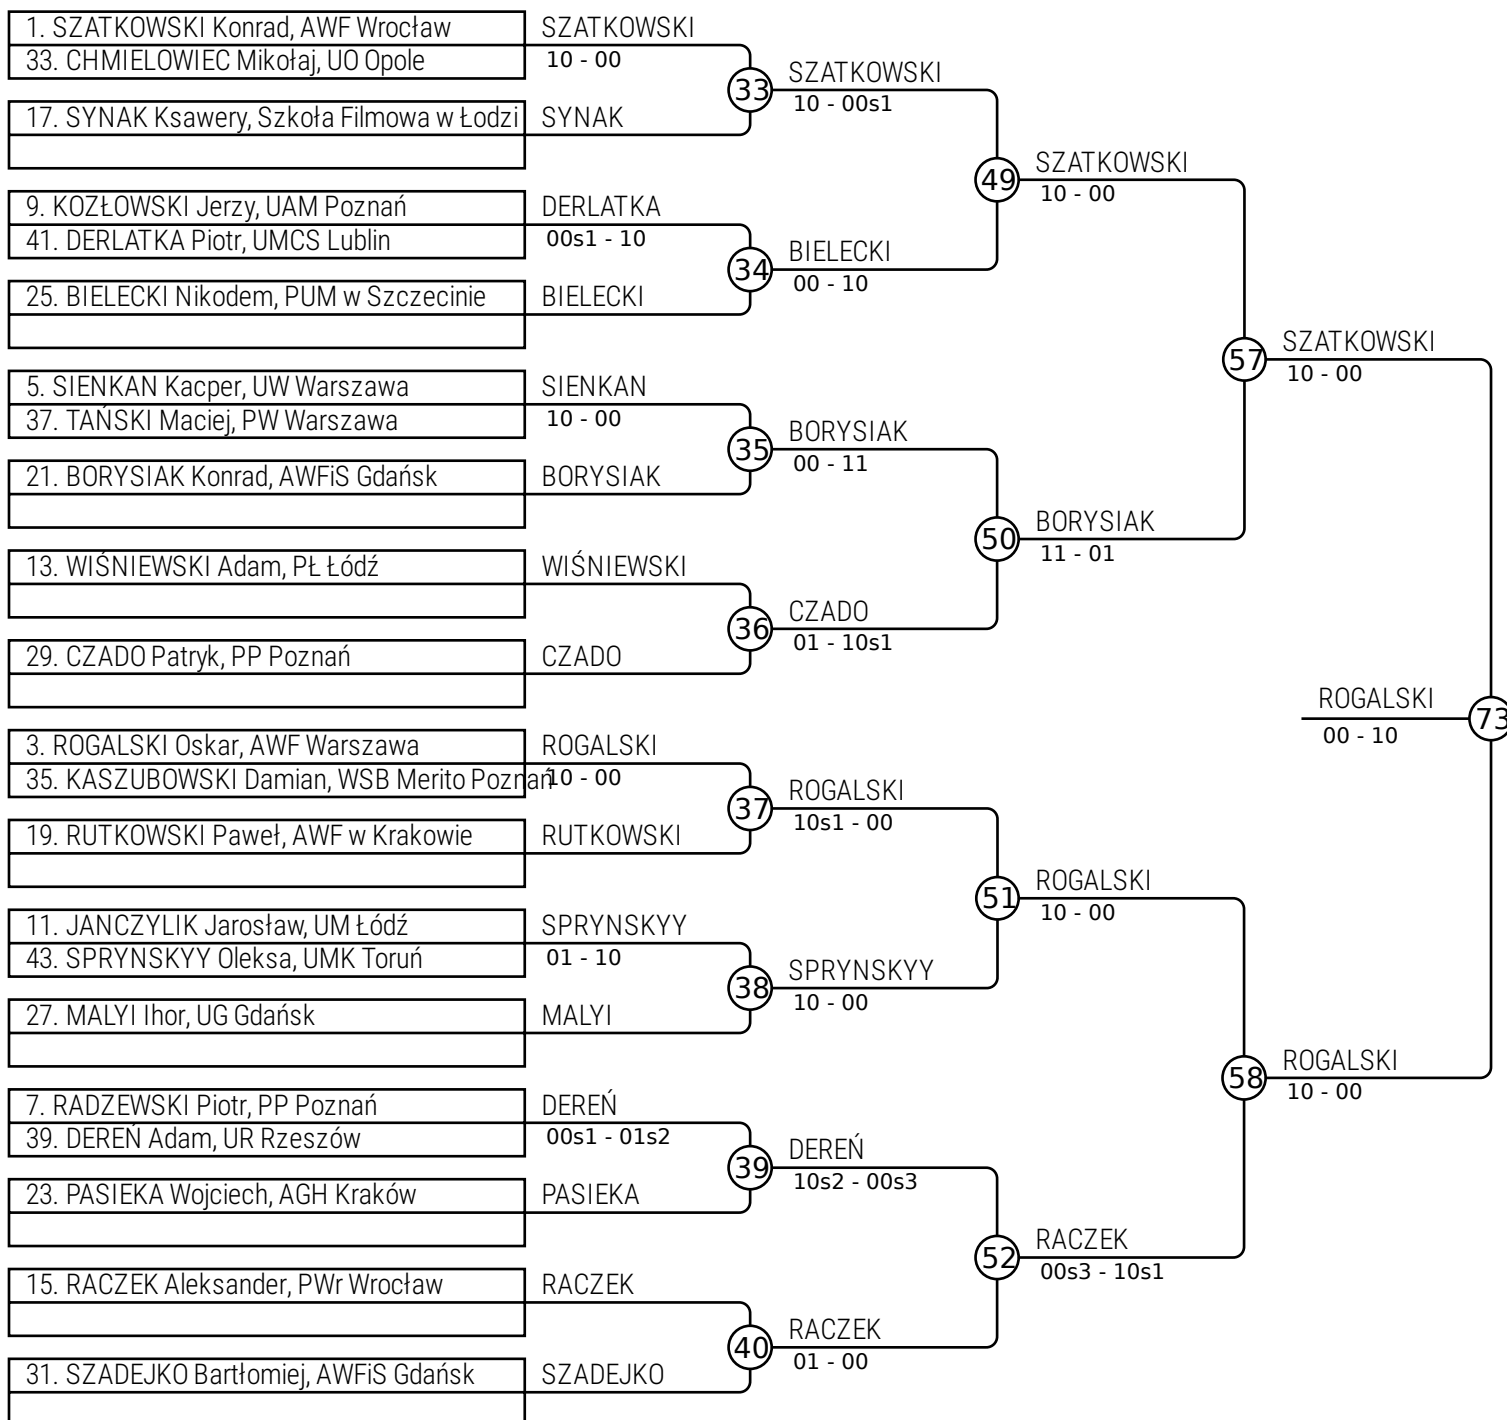 1. SZATKOWSKI Konrad, AWF Wrocław
33. CHMIELOWIEC Mikołaj, UO Opole
17. SYNAK Ksawery, Szkoła Filmowa w Łodzi
9. KOZŁOWSKI Jerzy, UAM Poznań
41. DERLATKA Piotr, UMCS Lublin
25. BIELECKI Nikodem, PUM w Szczecinie
5. SIENKAN Kacper, UW Warszawa
37. TAŃSKI Maciej, PW Warszawa
21. BORYSIAK Konrad, AWFiS Gdańsk
13. WIŚNIEWSKI Adam, PŁ Łódź
29. CZADO Patryk, PP Poznań
3. ROGALSKI Oskar, AWF Warszawa
35. KASZUBOWSKI Damian, WSB Merito Poznań
19. RUTKOWSKI Paweł, AWF w Krakowie
11. JANCZYLIK Jarosław, UM Łódź
43. SPRYNSKYY Oleksa, UMK Toruń
27. MALYI Ihor, UG Gdańsk
7. RADZEWSKI Piotr, PP Poznań
39. DEREŃ Adam, UR Rzeszów
23. PASIEKA Wojciech, AGH Kraków
15. RACZEK Aleksander, PWr Wrocław
31. SZADEJKO Bartłomiej, AWFiS Gdańsk
SZATKOWSKI
10 - 00
SYNAK
DERLATKA
00s1 - 10
BIELECKI
SIENKAN
10 - 00
BORYSIAK
WIŚNIEWSKI
CZADO
ROGALSKI
10 - 00
RUTKOWSKI
SPRYNSKYY
01 - 10
MALYI
DEREŃ
00s1 - 01s2
PASIEKA
RACZEK
SZADEJKO
33
34
35
36
37
38
39
40
SZATKOWSKI
10 - 00s1
BIELECKI
00 - 10
BORYSIAK
00 - 11
CZADO
01 - 10s1
ROGALSKI
10s1 - 00
SPRYNSKYY
10 - 00
DEREŃ
10s2 - 00s3
RACZEK
01 - 00
49
50
51
52
SZATKOWSKI
10 - 00
BORYSIAK
11 - 01
ROGALSKI
10 - 00
RACZEK
00s3 - 10s1
57
58
SZATKOWSKI
10 - 00
ROGALSKI
10 - 00
ROGALSKI
00 - 10
73